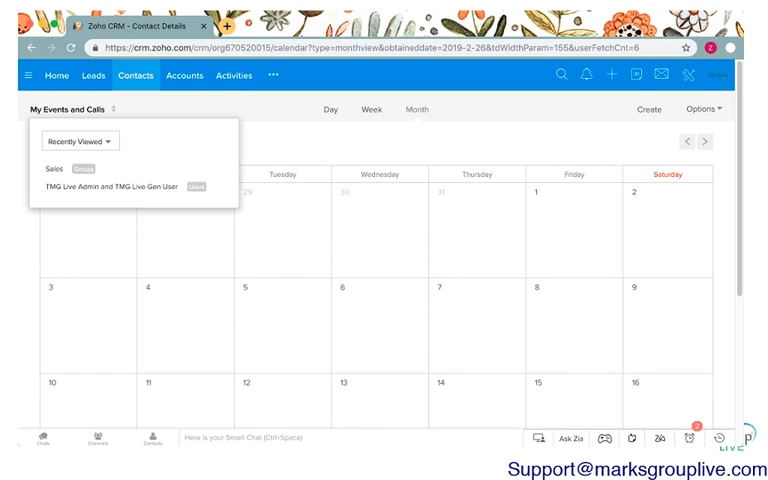 Zoho CRM - Contact Details
https://crm.zoho.com/crm/org670520015/calendar?type=monthview&obtaineddate=2019-2-26&tdWidthParam=155&userFetchCnt=6
Z
Home Leads Contacts Accounts Activities
31
My Events and Calls Day Week Month Create Options
Recently Viewed
Sales Groups
TMG Live Admin and TMG Live Gen User Users
Tuesday Wednesday Thursday Friday Saturday
29 30 31 1 2
3 4 5 6 7 8 9
10 11 12 13 14 15 16
2
Chats Channels Contacts Here is your Smart Chat (Ctrl+Space) Ask Zia
LIVE
Support@marksgrouplive.com